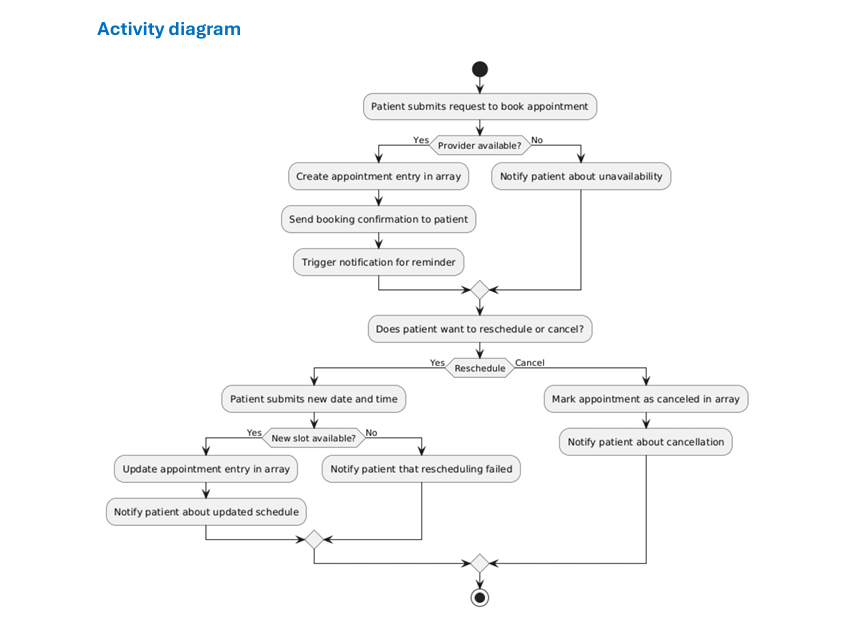 Activity diagram
Patient submits request to book appointment
Yes
Provider available?
No
Create appointment entry in array
Notify patient about unavailability
Send booking confirmation to patient
Trigger notification for reminder
Does patient want to reschedule or cancel?
Yes
Reschedule
Cancel
Patient submits new date and time
Mark appointment as canceled in array
Yes
New slot available?
No
Notify patient about cancellation
Update appointment entry in array
Notify patient that rescheduling failed
Notify patient about updated schedule